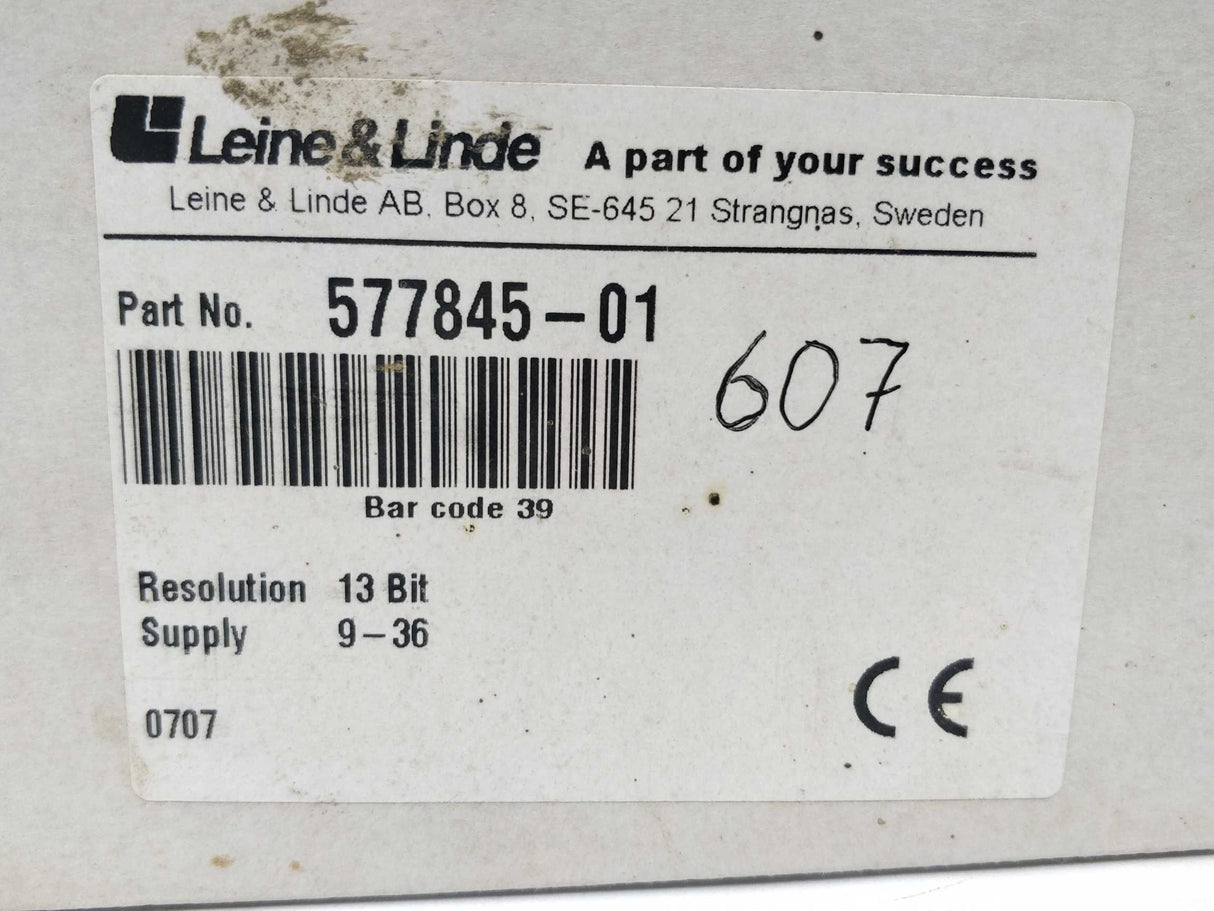 Leine & Linde A part of your success
Leine & Linde AB, Box 8, SE-645 21 Strangnas, Sweden
Part No. 577845-01
607
Bar code 39
Resolution 13 Bit
Supply 9-36
0707
CE